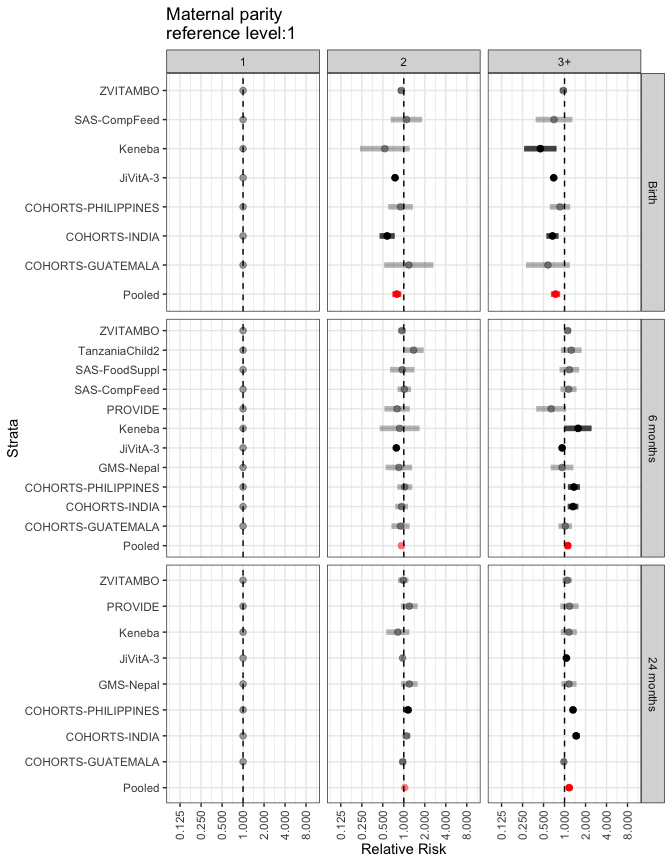 Maternal parity
reference level:1
1
2
3+
ZVITAMBO
SAS-CompFeed
Keneba
JiVitA-3
COHORTS-PHILIPPINES
COHORTS-INDIA
COHORTS-GUATEMALA
Pooled
Birth
ZVITAMBO
TanzaniaChild2
SAS-FoodSuppl
SAS-CompFeed
PROVIDE
Keneba
JiVitA-3
GMS-Nepal
COHORTS-PHILIPPINES
COHORTS-INDIA
COHORTS-GUATEMALA
Pooled
6 months
ZVITAMBO
PROVIDE
Keneba
JiVitA-3
GMS-Nepal
COHORTS-PHILIPPINES
COHORTS-INDIA
COHORTS-GUATEMALA
Pooled
24 months
Strata
0.125 0.250 0.500 1.000 2.000 4.000 8.000
0.125 0.250 0.500 1.000 2.000 4.000 8.000
0.125 0.250 0.500 1.000 2.000 4.000 8.000
Relative Risk